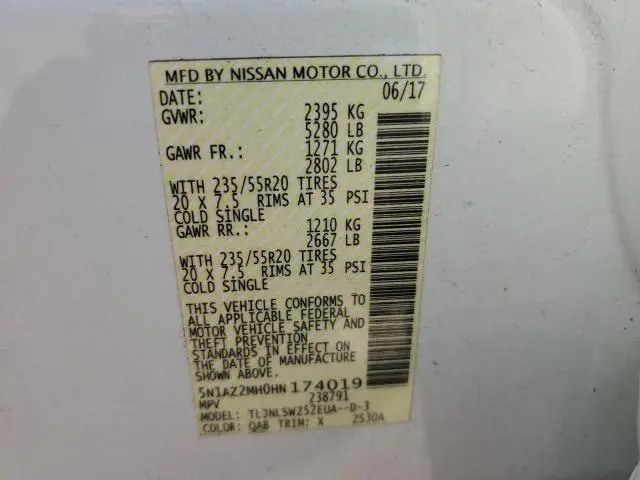 MFD BY NISSAN MOTOR CO., LTD.
DATE: 06/17
GVWR: 2395 KG
5280 LB
GAWR FR.: 1271 KG
2802 LB
WITH 235/55R20 TIRES
20 X 7.5 RIMS AT 35 PSI
COLD SINGLE
GAWR RR.: 1210 KG
2667 LB
WITH 235/55R20 TIRES
20 X 7.5 RIMS AT 35 PSI
COLD SINGLE
THIS VEHICLE CONFORMS TO
ALL APPLICABLE FEDERAL
MOTOR VEHICLE SAFETY AND
THEFT PREVENTION
STANDARDS IN EFFECT ON
THE DATE OF MANUFACTURE
SHOWN ABOVE.
5N1AZ2MH0HN174019
MPV 238791
MODEL: TLJNLSWZ52EUA--D-3
COLOR: QAB TRIM: X ZS30A